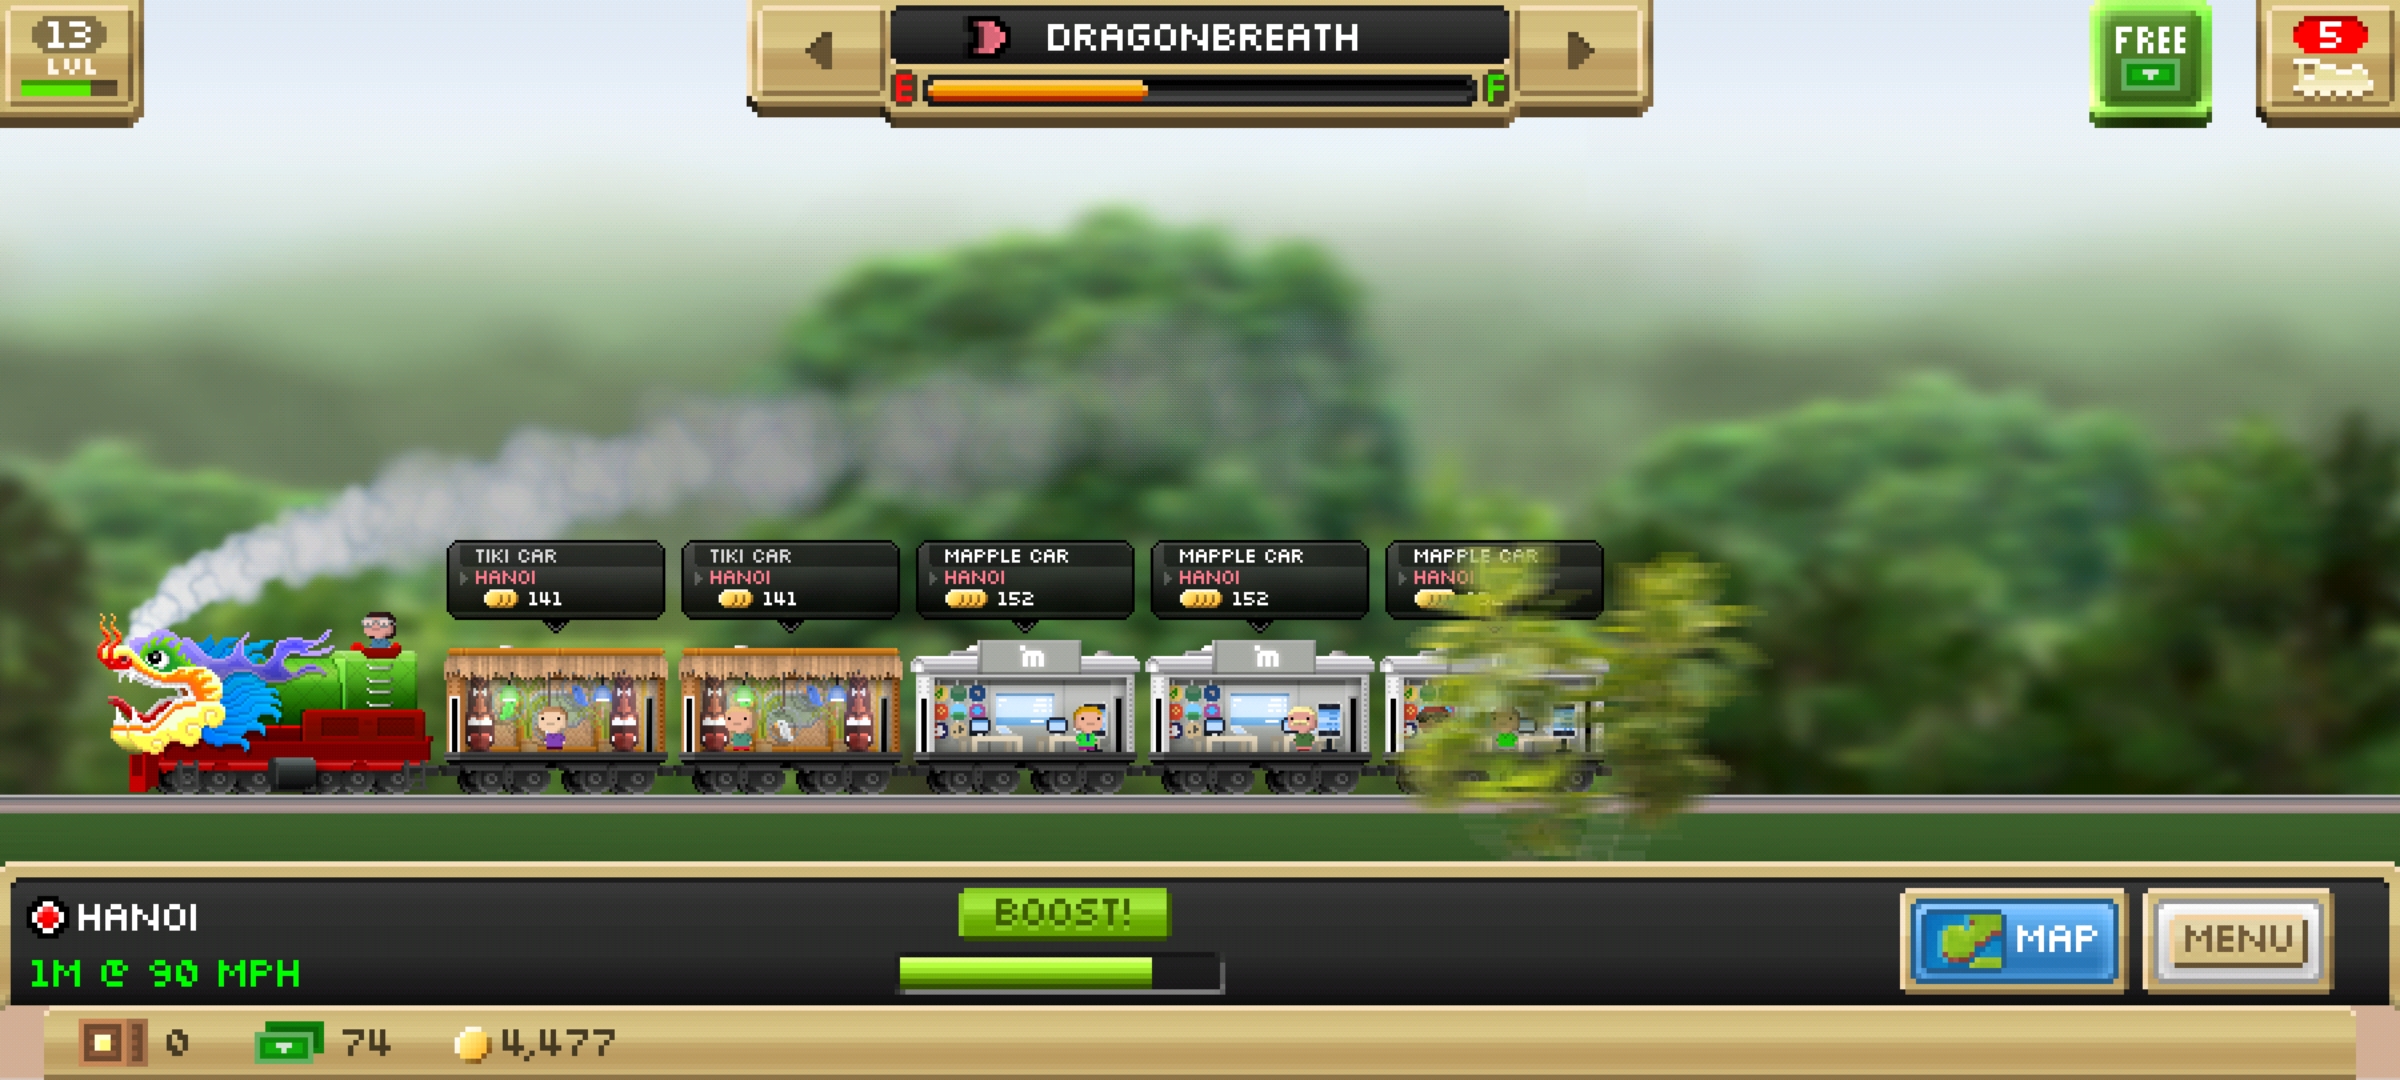 13
LVL
DRAGONBREATH
E
F
FREE
5
TIKI CAR
HANOI
141
TIKI CAR
HANOI
141
MAPPLE CAR
HANOI
152
MAPPLE CAR
HANOI
152
MAPPLE CAR
HANOI
m
m
HANOI
1M @ 90 MPH
BOOST!
MAP
MENU
0
74
4,477